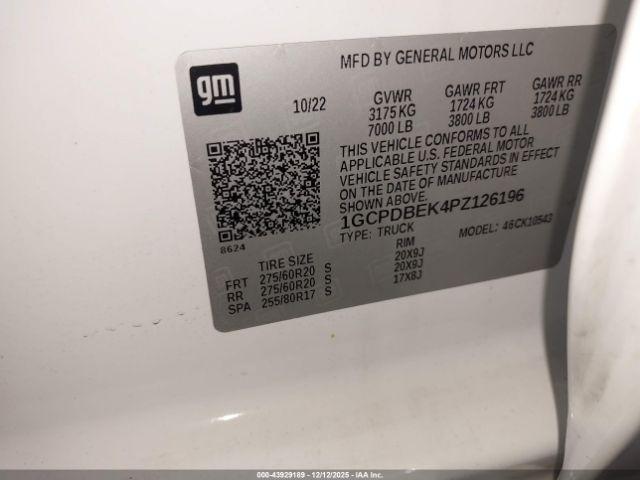 gm
MFD BY GENERAL MOTORS LLC
10/22 GVWR GAWR FRT GAWR RR
3175 KG 1724 KG 1724 KG
7000 LB 3800 LB 3800 LB
THIS VEHICLE CONFORMS TO ALL
APPLICABLE U.S. FEDERAL MOTOR
VEHICLE SAFETY STANDARDS IN EFFECT
ON THE DATE OF MANUFACTURE
SHOWN ABOVE.
1GCPDBEK4PZ126196
TYPE: TRUCK MODEL: 46CK10543
8624
TIRE SIZE RIM
FRT 275/60R20 S 20X9J
RR 275/60R20 S 20X9J
SPA 255/80R17 S 17X8J
000-43929189 - 12/12/2025 - IAAI.CA